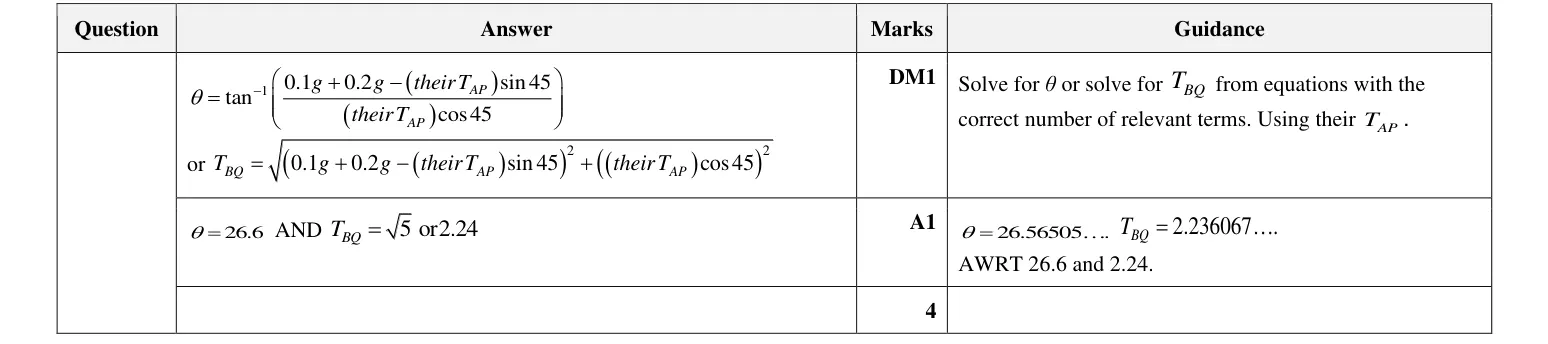 Question Answer Marks Guidance
θ = tan⁻¹ ( (0.1g + 0.2g − (their T_AP) sin 45) / ((their T_AP) cos 45) ) DM1 Solve for θ or solve for T_BQ from equations with the
correct number of relevant terms. Using their T_AP .
or T_BQ = √( (0.1g + 0.2g − (their T_AP) sin 45)² + ((their T_AP) cos 45)² )
θ = 26.6 AND T_BQ = √5 or2.24 A1 θ = 26.56505…. T_BQ = 2.236067….
AWRT 26.6 and 2.24.
4